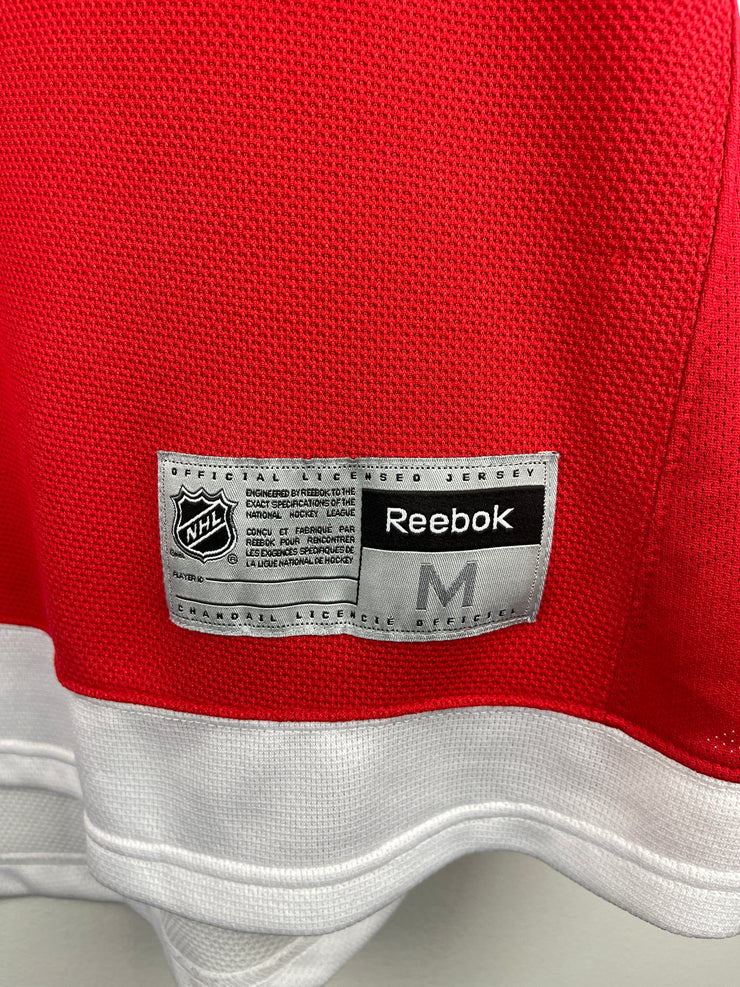 OFFICIAL LICENSED JERSEY
NHL
®
ENGINEERED BY REEBOK TO THE
EXACT SPECIFICATIONS OF THE
NATIONAL HOCKEY LEAGUE
CONÇU ET FABRIQUÉ PAR
REEBOK POUR RENCONTRER
LES EXIGENCES SPÉCIFIQUES DE
LA LIGUE NATIONAL DE HOCKEY
PLAYER ID
Reebok
M
CHANDAIL LICENCIÉ OFFICIEL